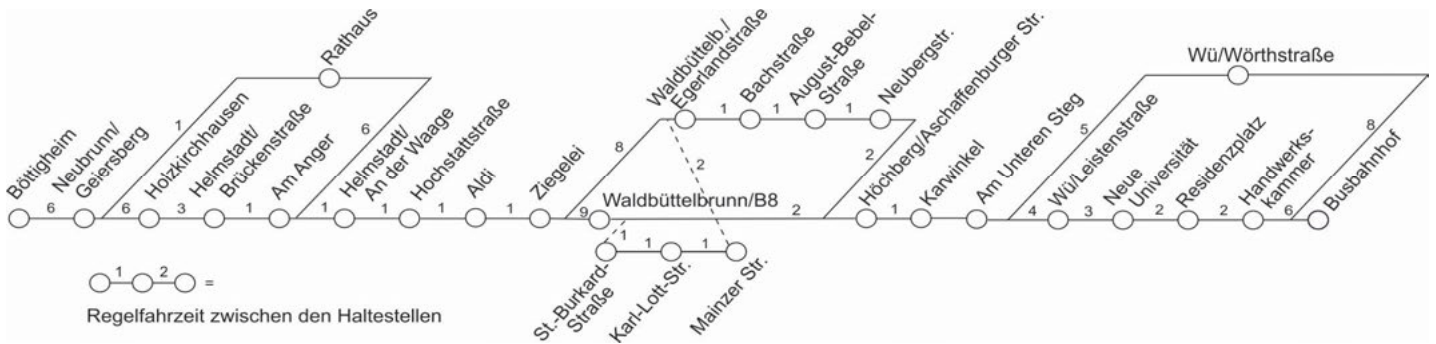 Böttigheim
Neubrunn/
Geiersberg
Rathaus
Holzkirchhausen
Helmstadt/
Brückenstraße
Am Anger
Helmstadt/
An der Waage
Hochstattstraße
Aldi
Ziegelei
Waldbüttelb./
Egerlandstraße
Bachstraße
August-Bebel-
Straße
Neubergstr.
Waldbüttelbrunn/B8
St.-Burkard-
Straße
Karl-Lott-Str.
Mainzer Str.
Höchberg/Aschaffenburger Str.
Karwinkel
Am Unteren Steg
Wü/Wörthstraße
Wü/Leistenstraße
Neue
Universität
Residenzplatz
Handwerks-
kammer
Busbahnhof
1 6
1 1 1
8 2 2
5 8
6 6 3 1 1 1 1 1 9 2 1 4 3 2 2 6
1 1 1
1 2 =
Regelfahrzeit zwischen den Haltestellen